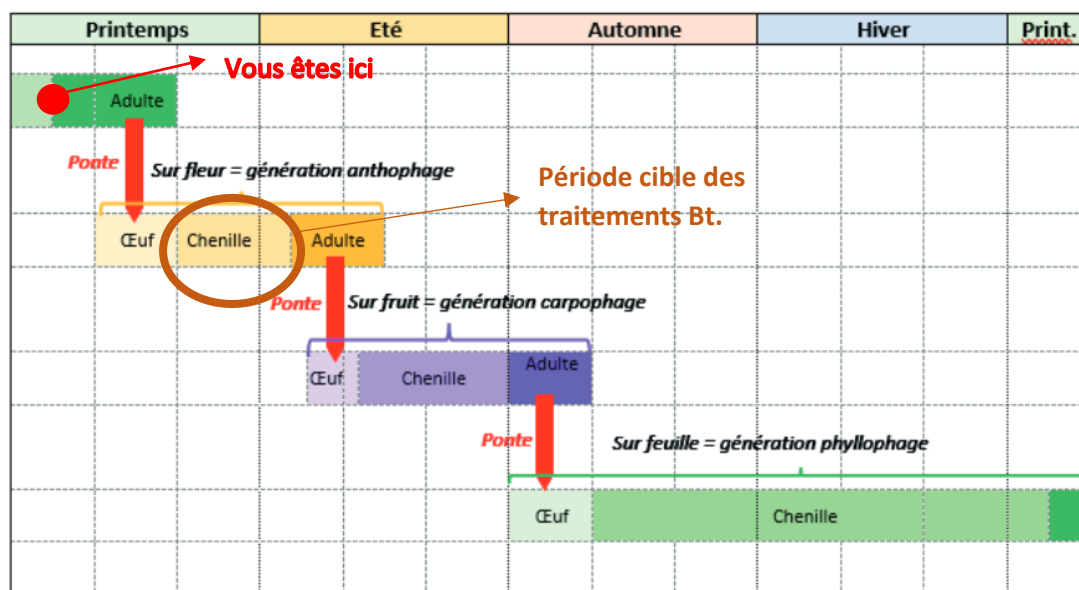 Printemps Eté Automne Hiver Print.
Vous êtes ici
Adulte
Ponte
Sur fleur = génération anthophage
Période cible des
traitements Bt.
Œuf Chenille Adulte
Ponte
Sur fruit = génération carpophage
Œuf Chenille Adulte
Ponte
Sur feuille = génération phyllophage
Œuf Chenille